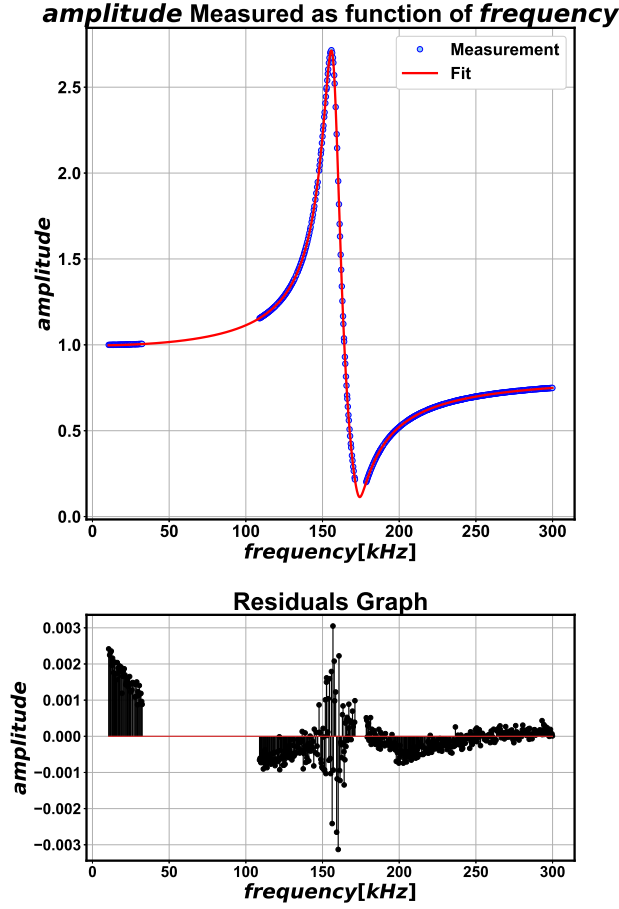 amplitude Measured as function of frequency
Measurement
Fit
2.5
2.0
1.5
1.0
0.5
0.0
amplitude
0 50 100 150 200 250 300
frequency[kHz]
Residuals Graph
0.003
0.002
0.001
0.000
−0.001
−0.002
−0.003
amplitude
0 50 100 150 200 250 300
frequency[kHz]